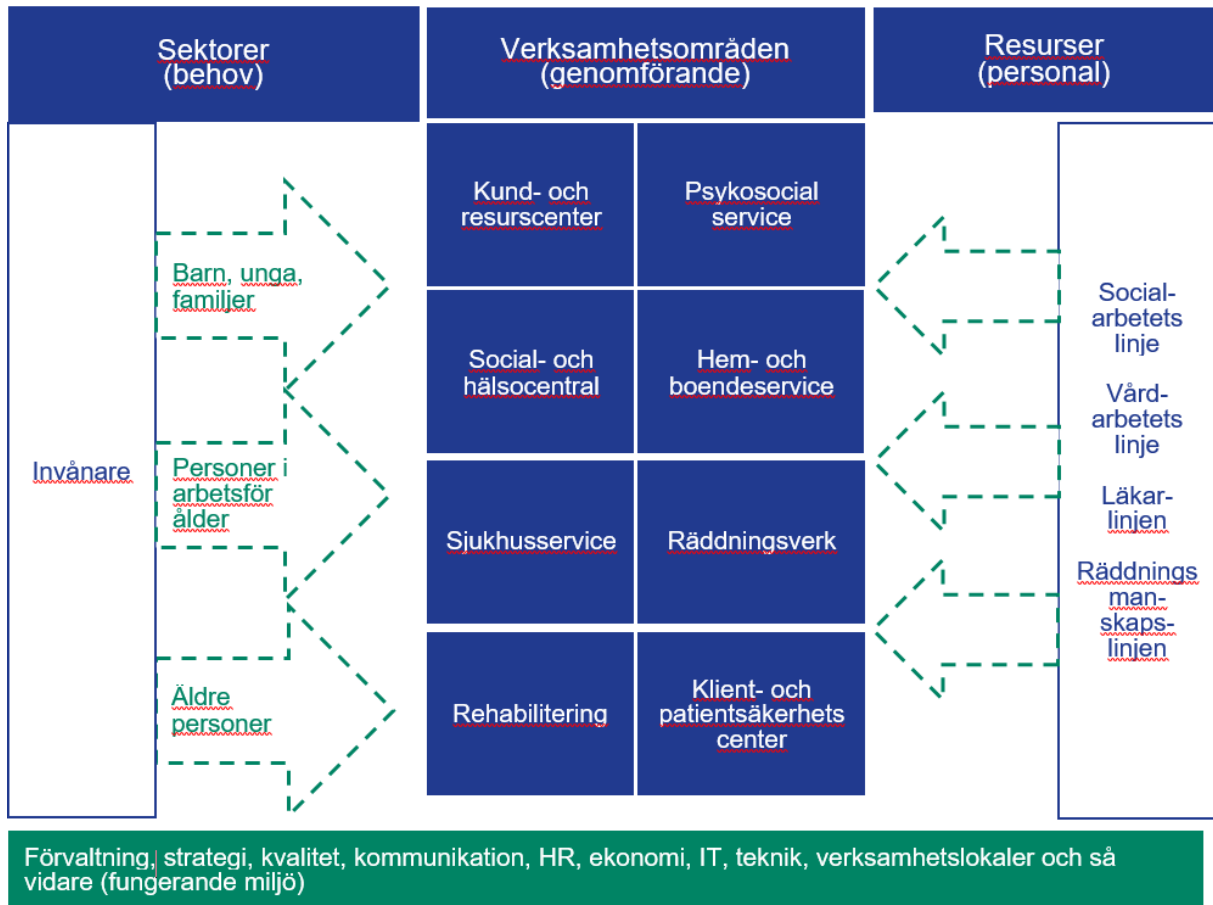 Sektorer
(behov)
Verksamhetsområden
(genomförande)
Resurser
(personal)
Invånare
Barn, unga,
familjer
Personer i
arbetsför
ålder
Äldre
personer
Kund- och
resurscenter
Psykosocial
service
Social- och
hälsocentral
Hem- och
boendeservice
Sjukhusservice
Räddningsverk
Rehabilitering
Klient- och
patientsäkerhets
center
Social-
arbetets
linje
Vård-
arbetets
linje
Läkar-
linjen
Räddnings
man-
skaps-
linjen
Förvaltning, strategi, kvalitet, kommunikation, HR, ekonomi, IT, teknik, verksamhetslokaler och så
vidare (fungerande miljö)